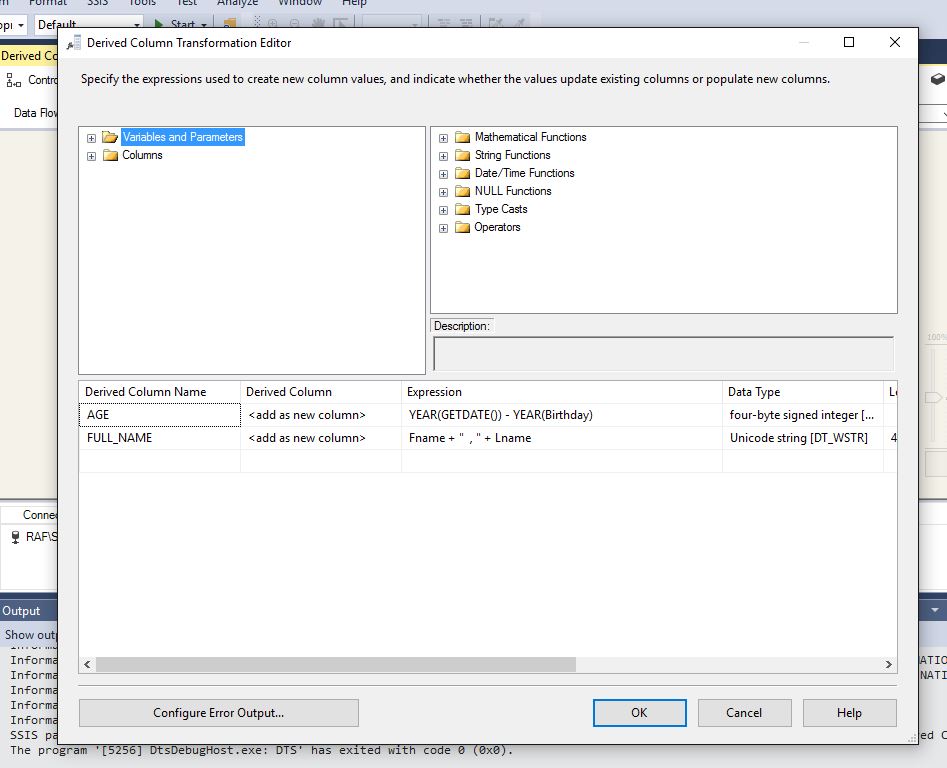 Format SSIS Tools Test Analyze Window Help
Default Start
Derived Co
Derived Column Transformation Editor
Contro
Specify the expressions used to create new column values, and indicate whether the values update existing columns or populate new columns.
Data Flow
Variables and Parameters
Columns
Mathematical Functions
String Functions
Date/Time Functions
NULL Functions
Type Casts
Operators
Description:
100%
Derived Column Name Derived Column Expression Data Type Le
AGE <add as new column> YEAR(GETDATE()) - YEAR(Birthday) four-byte signed integer [...
FULL_NAME <add as new column> Fname + " , " + Lname Unicode string [DT_WSTR] 4
Connec
RAF\S
Output
Show outp
Informa ATIO
Informa NATI
Informa
Informa
Informa
SSIS pa ed C
The program '[5256] DtsDebugHost.exe: DTS' has exited with code 0 (0x0).
Configure Error Output... OK Cancel Help